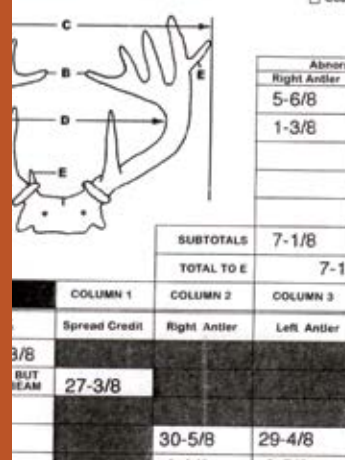 C
B
E
D
E
Abnor
Right Antler
5-6/8
1-3/8
SUBTOTALS 7-1/8
TOTAL TO E 7-1
COLUMN 1 COLUMN 2 COLUMN 3
Spread Credit Right Antler Left Antler
3/8
BUT
BEAM 27-3/8
30-5/8 29-4/8